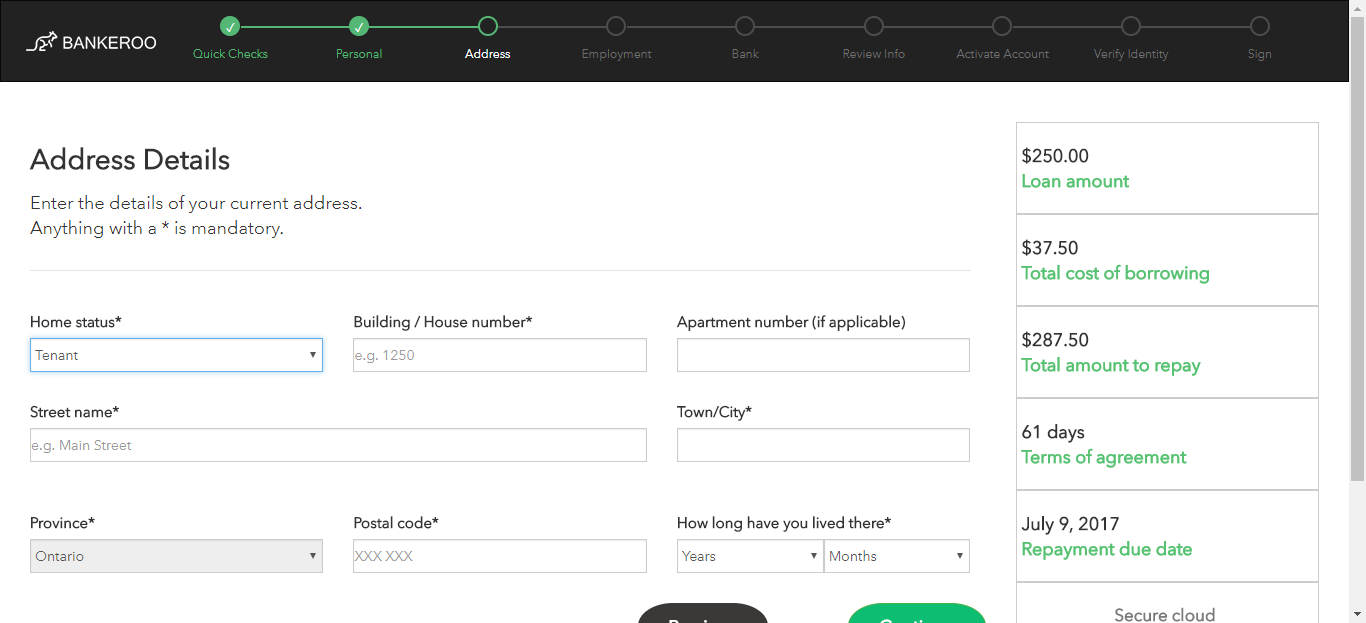 BANKEROO
Quick Checks
Personal
Address
Employment
Bank
Review Info
Activate Account
Verify Identity
Sign
Address Details
Enter the details of your current address.
Anything with a * is mandatory.
Home status*
Building / House number*
Apartment number (if applicable)
Tenant
e.g. 1250
Street name*
Town/City*
e.g. Main Street
Province*
Postal code*
How long have you lived there*
Ontario
XXX XXX
Years
Months
$250.00
Loan amount
$37.50
Total cost of borrowing
$287.50
Total amount to repay
61 days
Terms of agreement
July 9, 2017
Repayment due date
Secure cloud